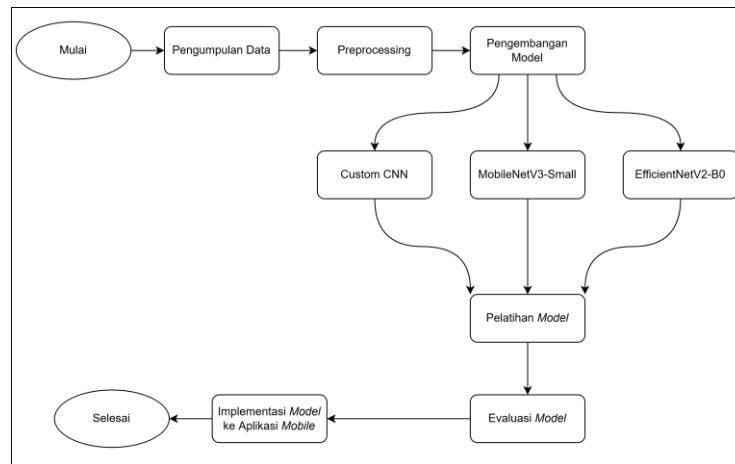 Mulai
Pengumpulan Data
Preprocessing
Pengembangan
Model
Custom CNN
MobileNetV3-Small
EfficientNetV2-B0
Pelatihan Model
Evaluasi Model
Implementasi Model
ke Aplikasi Mobile
Selesai